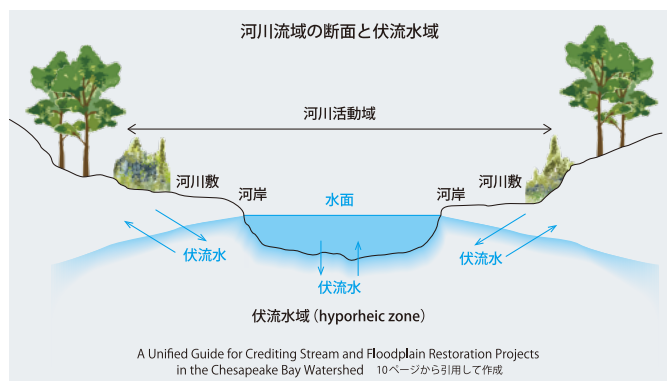 河川流域の断面と伏流水域
河川活動域
河川敷
河岸
水面
河岸
河川敷
伏流水
伏流水
伏流水
伏流水域（hyporheic zone）
A Unified Guide for Crediting Stream and Floodplain Restoration Projects
in the Chesapeake Bay Watershed 10ページから引用して作成